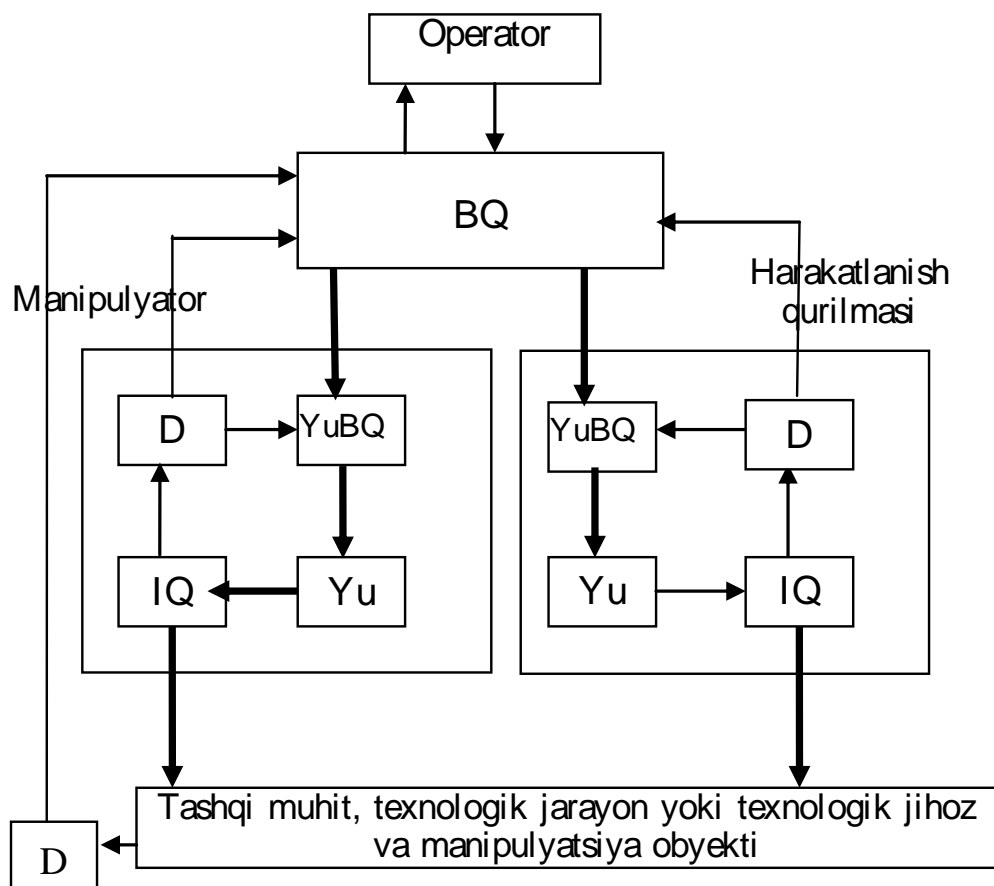 Operator
BQ
Manipulyator
Harakatlanish
qurilmasi
D
YuBQ
YuBQ
D
IQ
Yu
Yu
IQ
Tashqi muhit, texnologik jarayon yoki texnologik jihoz
va manipulyatsiya obyekti
D